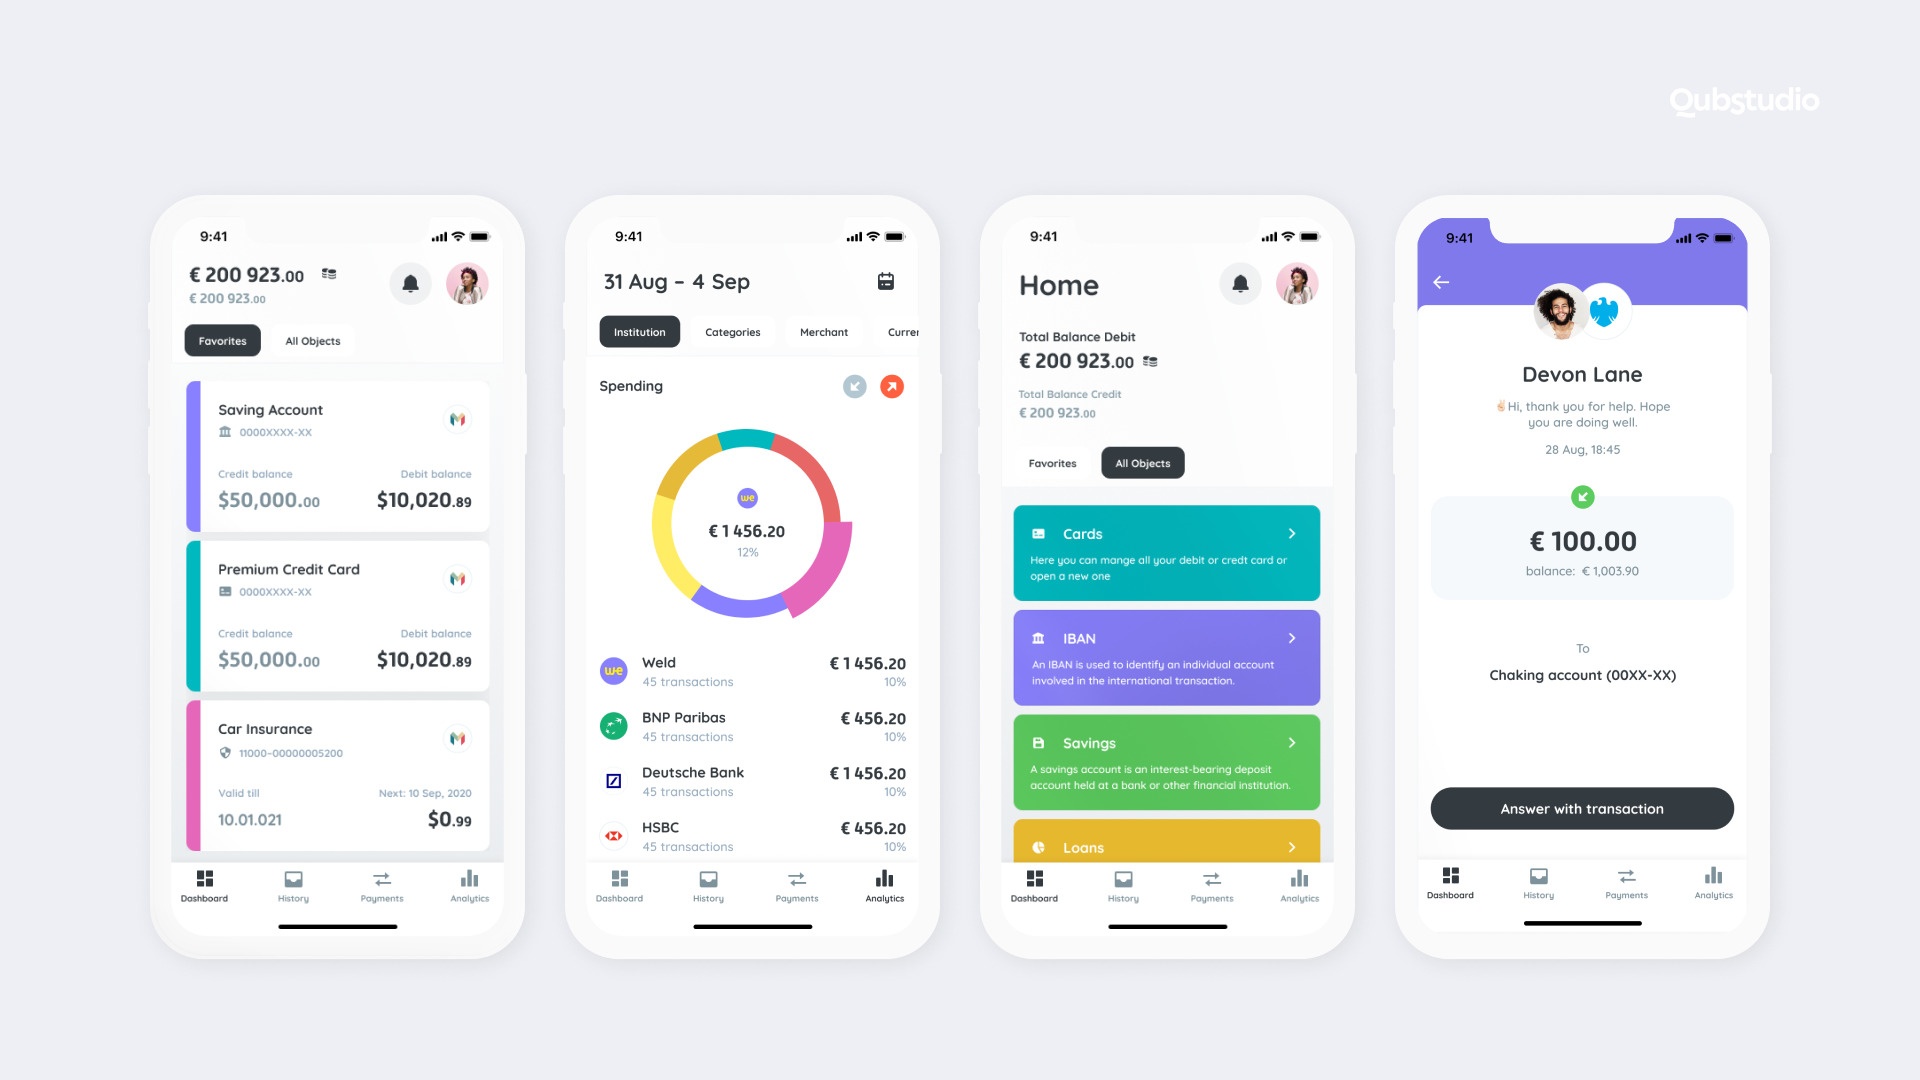 Qubstudio
9:41
€ 200 923.00
€ 200 923.00
Favorites
All Objects
Saving Account
0000XXXX-XX
Credit balance
Debit balance
$50,000.00
$10,020.89
Premium Credit Card
0000XXXX-XX
Credit balance
Debit balance
$50,000.00
$10,020.89
Car Insurance
11000-00000005200
Valid till
Next: 10 Sep, 2020
10.01.021
$0.99
Dashboard
History
Payments
Analytics
9:41
31 Aug – 4 Sep
Institution
Categories
Merchant
Currer
Spending
we
€ 1 456.20
12%
we
Weld
€ 1 456.20
45 transactions
10%
BNP Paribas
€ 456.20
45 transactions
10%
Deutsche Bank
€ 1 456.20
45 transactions
10%
HSBC
€ 456.20
45 transactions
10%
Dashboard
History
Payments
Analytics
9:41
Home
Total Balance Debit
€ 200 923.00
Total Balance Credit
€ 200 923.00
Favorites
All Objects
Cards
Here you can mange all your debit or credt card or
open a new one
IBAN
An IBAN is used to identify an individual account
involved in the international transaction.
Savings
A savings account is an interest-bearing deposit
account held at a bank or other financial institution.
Loans
Dashboard
History
Payments
Analytics
9:41
Devon Lane
✌🏻Hi, thank you for help. Hope
you are doing well.
28 Aug, 18:45
€ 100.00
balance: € 1,003.90
To
Chaking account (00XX-XX)
Answer with transaction
Dashboard
History
Payments
Analytics